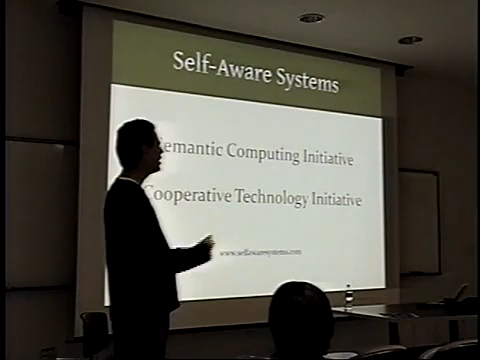 Self-Aware Systems
Semantic Computing Initiative
Cooperative Technology Initiative
www.selfawaresystems.com